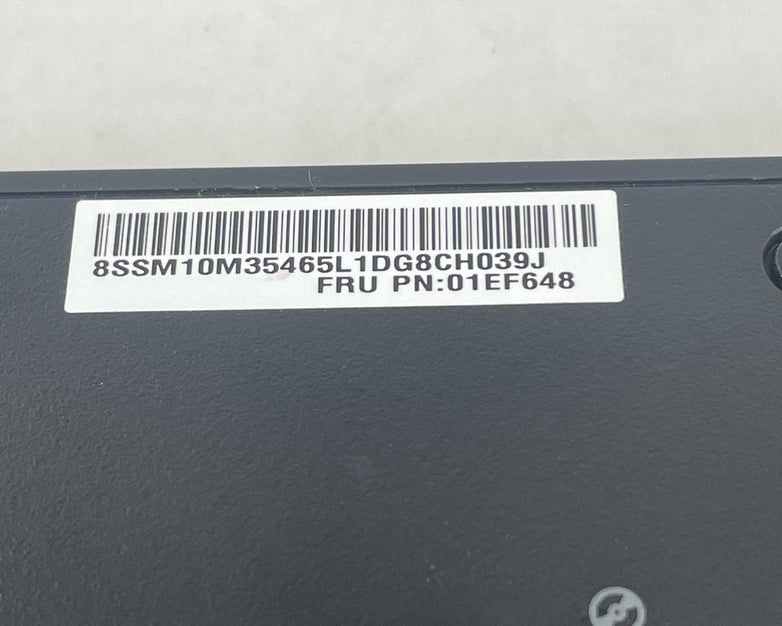 8SSM10M35465L1DG8CH039J
FRU PN:01EF648